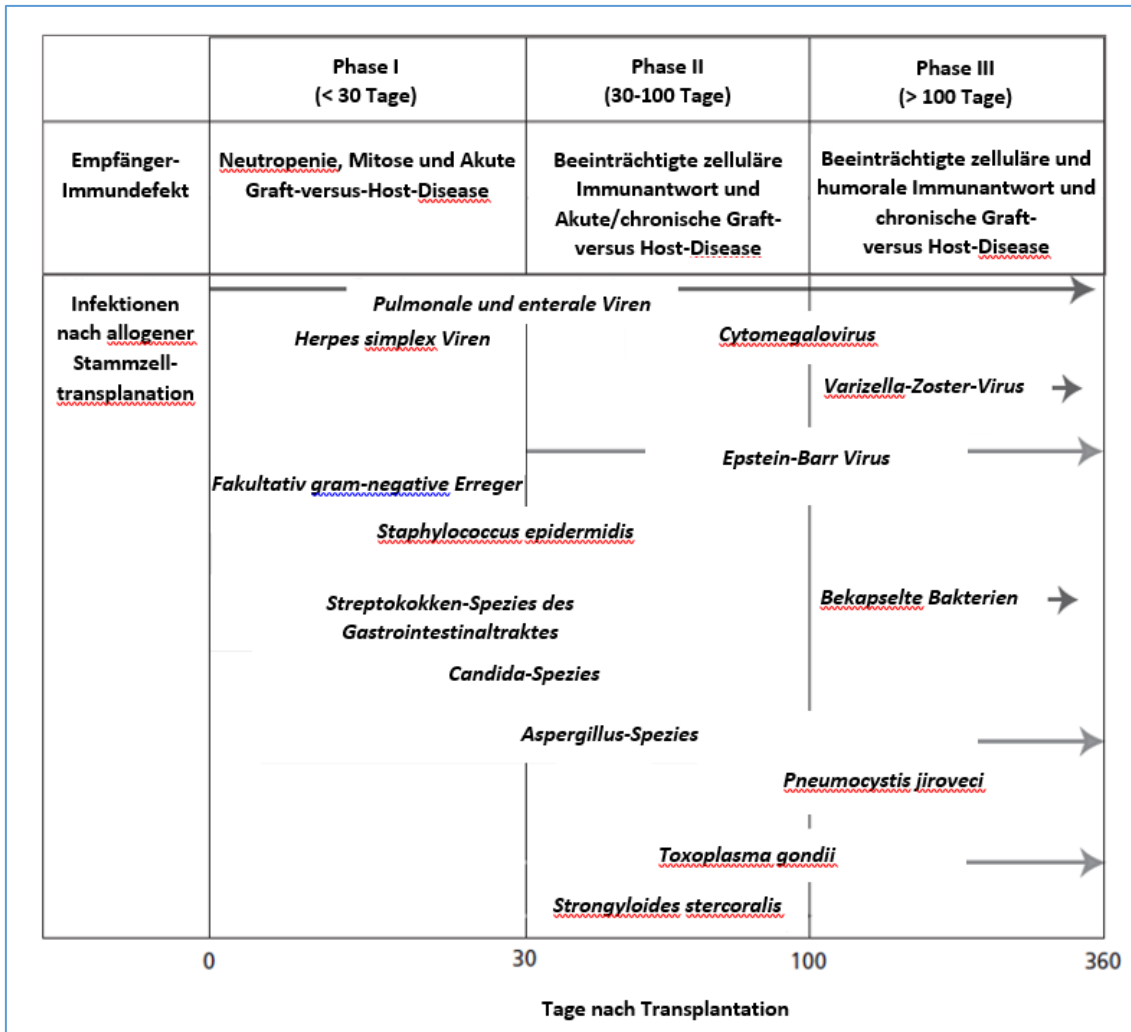 Phase I
(< 30 Tage)
Phase II
(30-100 Tage)
Phase III
(> 100 Tage)
Empfänger-
Immundefekt
Neutropenie, Mitose und Akute
Graft-versus-Host-Disease
Beeinträchtigte zelluläre
Immunantwort und
Akute/chronische Graft-
versus Host-Disease
Beeinträchtigte zelluläre und
humorale Immunantwort und
chronische Graft-
versus Host-Disease
Infektionen
nach allogener
Stammzell-
transplanation
Pulmonale und enterale Viren
Herpes simplex Viren
Cytomegalovirus
Varizella-Zoster-Virus
Epstein-Barr Virus
Fakultativ gram-negative Erreger
Staphylococcus epidermidis
Streptokokken-Spezies des
Gastrointestinaltraktes
Bekapselte Bakterien
Candida-Spezies
Aspergillus-Spezies
Pneumocystis jiroveci
Toxoplasma gondii
Strongyloides stercoralis
0
30
100
360
Tage nach Transplantation